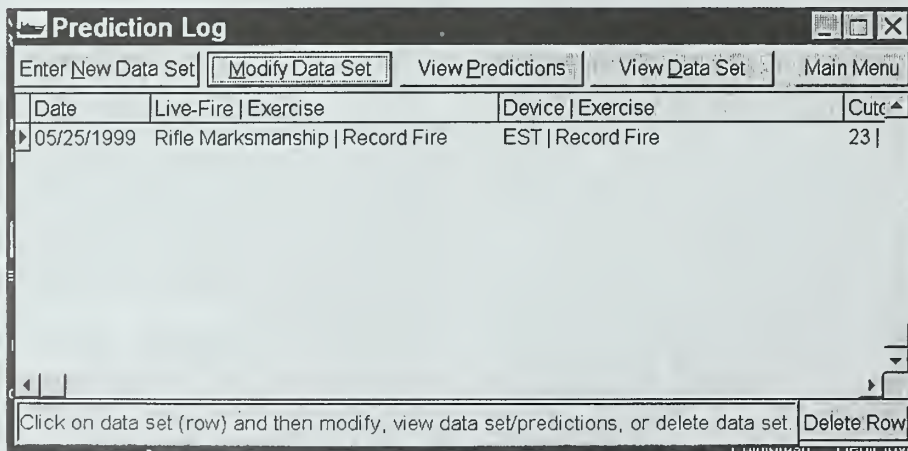 Prediction Log
Enter New Data Set Modify Data Set View Predictions View Data Set Main Menu
Date Live-Fire | Exercise Device | Exercise
05/25/1999 Rifle Marksmanship | Record Fire EST | Record Fire 23 |
Click on data set (row) and then modify, view data set/predictions, or delete data set. Delete Row